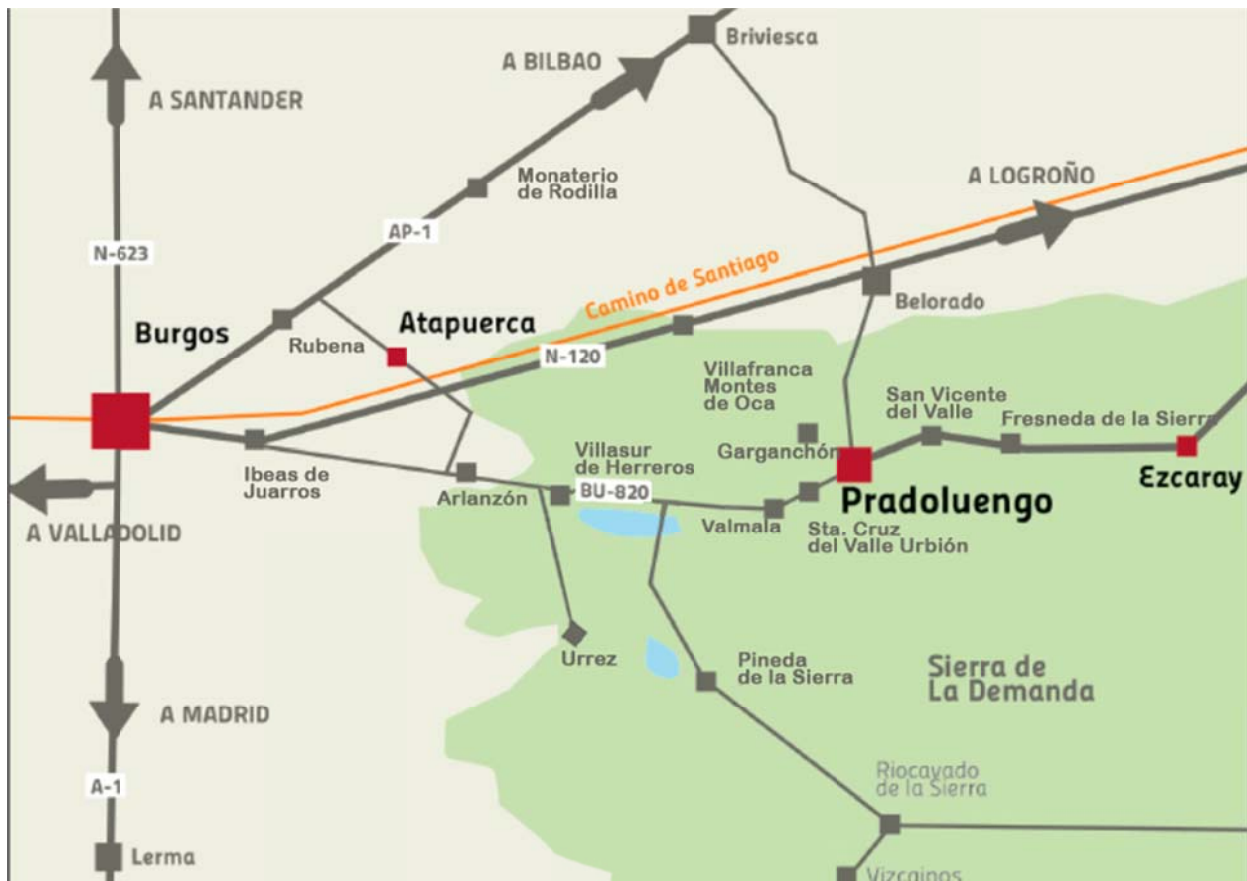 Briviesca
A BILBAO
A SANTANDER
Monaterio
de Rodilla
A LOGROÑO
AP-1
N-623
Camino de Santiago
Belorado
Burgos
Atapuerca
Rubena
N-120
Villafranca
Montes
de Oca
San Vicente
del Valle
Fresneda de la Sierra
Garganchón
Villasur
de Herreros
Ibeas de
Juarros
Arlanzón
BU-820
Ezcaray
Pradoluengo
Valmala
Sta. Cruz
del Valle Urbión
A VALLADOLID
Urrez
Pineda
de la Sierra
Sierra de
La Demanda
A MADRID
A-1
Riocavado
de la Sierra
Lerma
Vizcainos